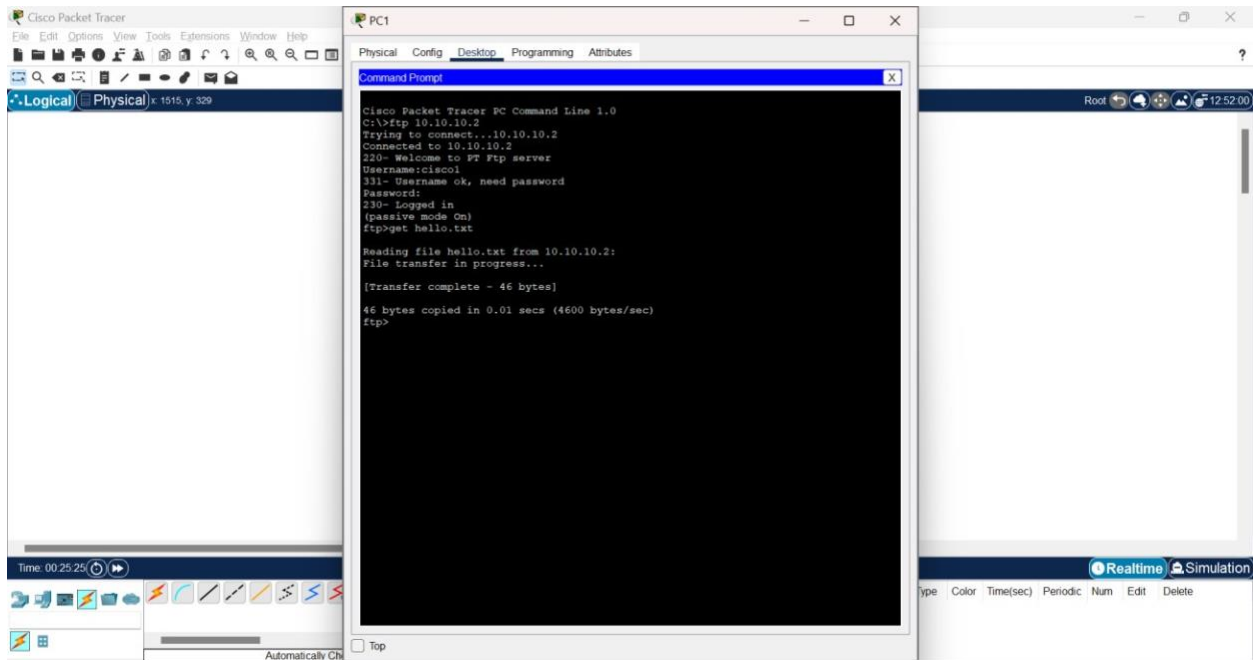 Cisco Packet Tracer
File Edit Options View Tools Extensions Window Help
?
Logical Physical x: 1515, y: 329
Root 12:52:00
PC1
Physical Config Desktop Programming Attributes
Command Prompt X
Cisco Packet Tracer PC Command Line 1.0
C:\>ftp 10.10.10.2
Trying to connect...10.10.10.2
Connected to 10.10.10.2
220- Welcome to PT Ftp server
Username:cisco1
331- Username ok, need password
Password:
230- Logged in
(passive mode On)
ftp>get hello.txt
Reading file hello.txt from 10.10.10.2:
File transfer in progress...
[Transfer complete - 46 bytes]
46 bytes copied in 0.01 secs (4600 bytes/sec)
ftp>
Top
Time: 00:25:25
Realtime Simulation
Color Time(sec) Periodic Num Edit Delete
Automatically